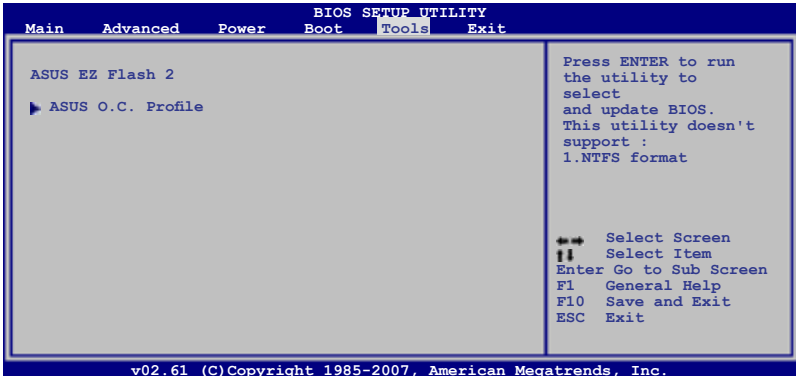 BIOS SETUP UTILITY
Main Advanced Power Boot Tools Exit
ASUS EZ Flash 2
ASUS O.C. Profile
Press ENTER to run
the utility to
select
and update BIOS.
This utility doesn't
support :
1.NTFS format
Select Screen
Select Item
Enter Go to Sub Screen
F1 General Help
F10 Save and Exit
ESC Exit
v02.61 (C)Copyright 1985-2007, American Megatrends, Inc.